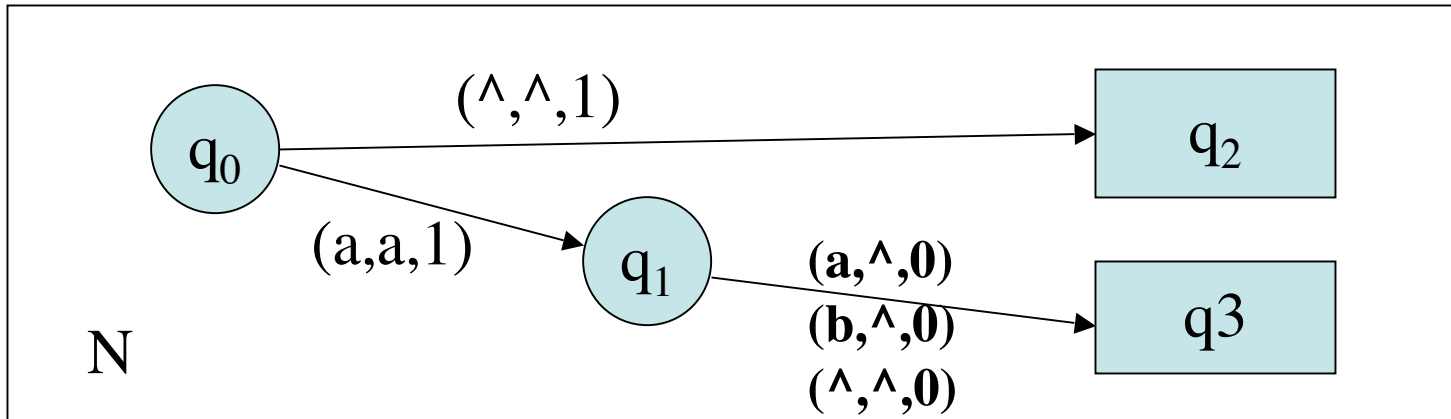 (^,^,1)
q₀
q₂
(a,a,1)
q₁
(a,^,0)
(b,^,0)
(^,^,0)
q3
N